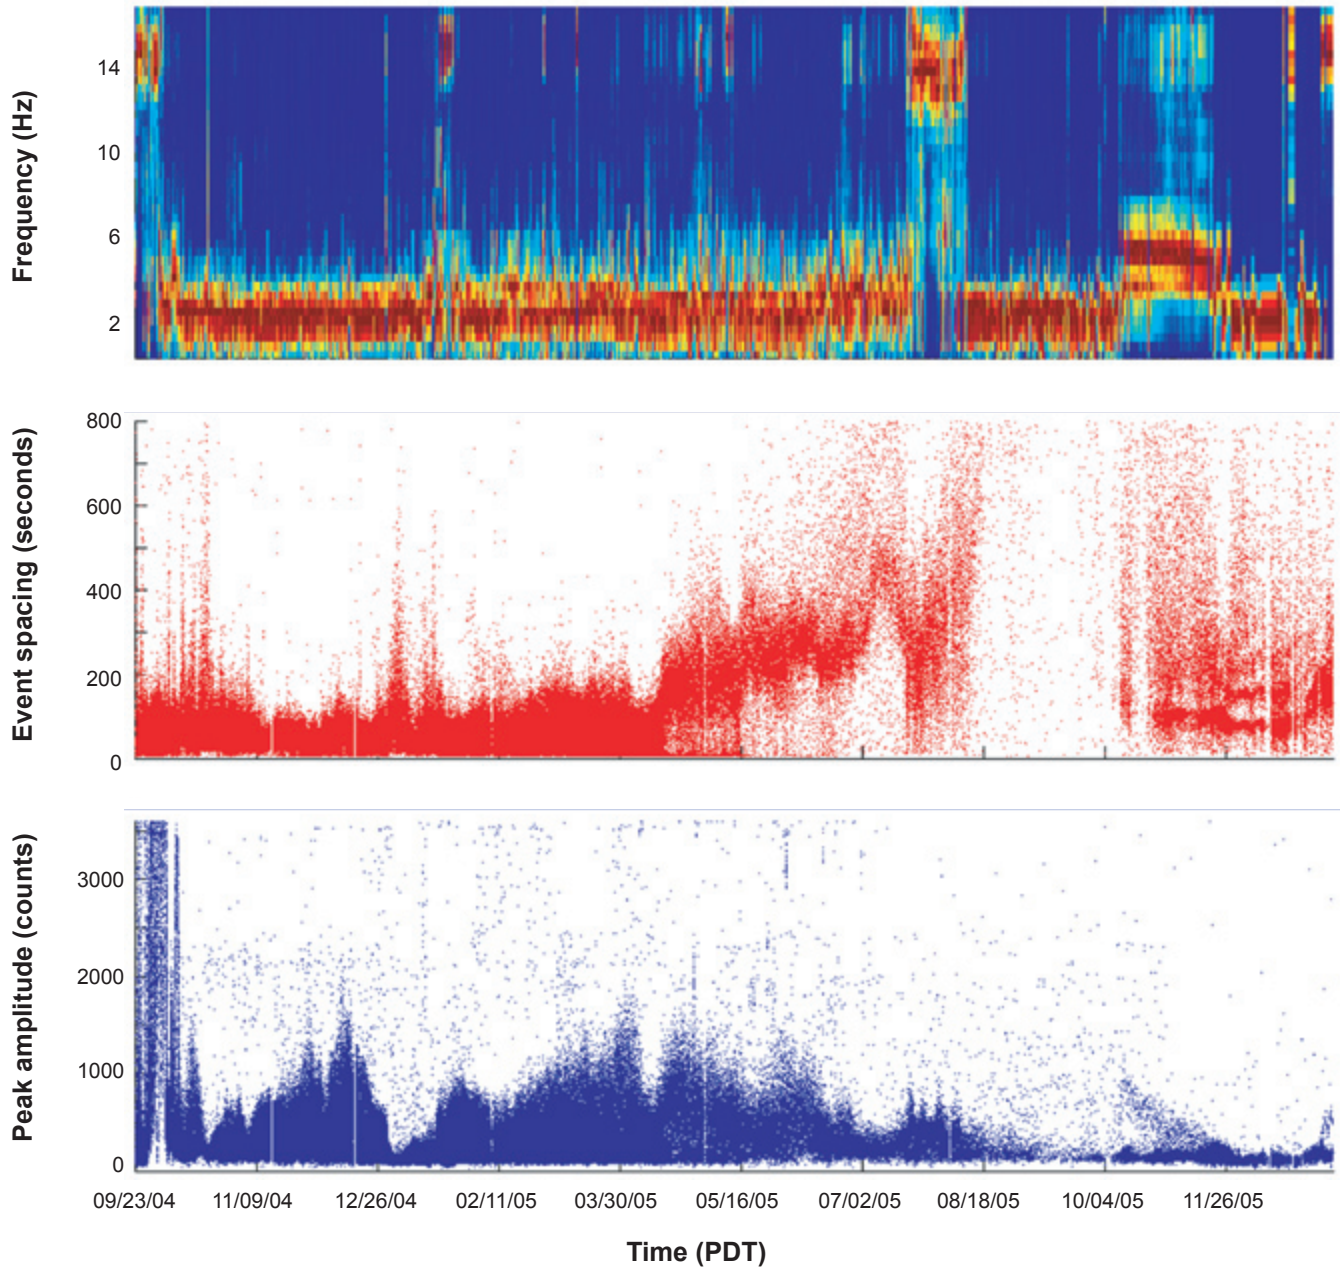 Frequency (Hz)
14
10
6
2
Event spacing (seconds)
800
600
400
200
0
Peak amplitude (counts)
3000
2000
1000
0
09/23/04 11/09/04 12/26/04 02/11/05 03/30/05 05/16/05 07/02/05 08/18/05 10/04/05 11/26/05
Time (PDT)